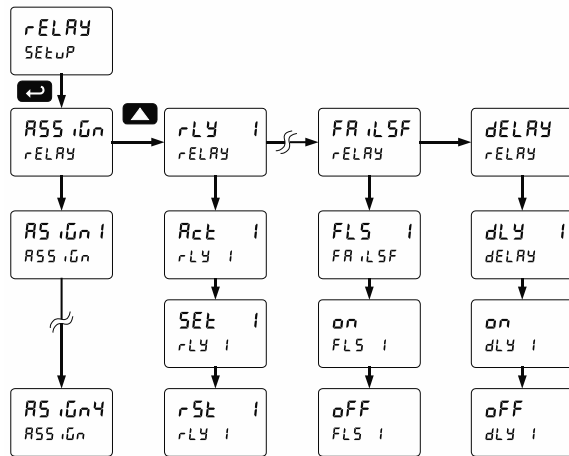 rELAY
SEtuP
ASSiGn
rELAY
rLY 1
rELAY
FAiLSF
rELAY
dELAY
rELAY
ASiGn1
ASSiGn
Act 1
rLY 1
FLS 1
FAiLSF
dLY 1
dELAY
SEt 1
rLY 1
on
FLS 1
on
dLY 1
ASiGn4
ASSiGn
rSt 1
rLY 1
oFF
FLS 1
oFF
dLY 1